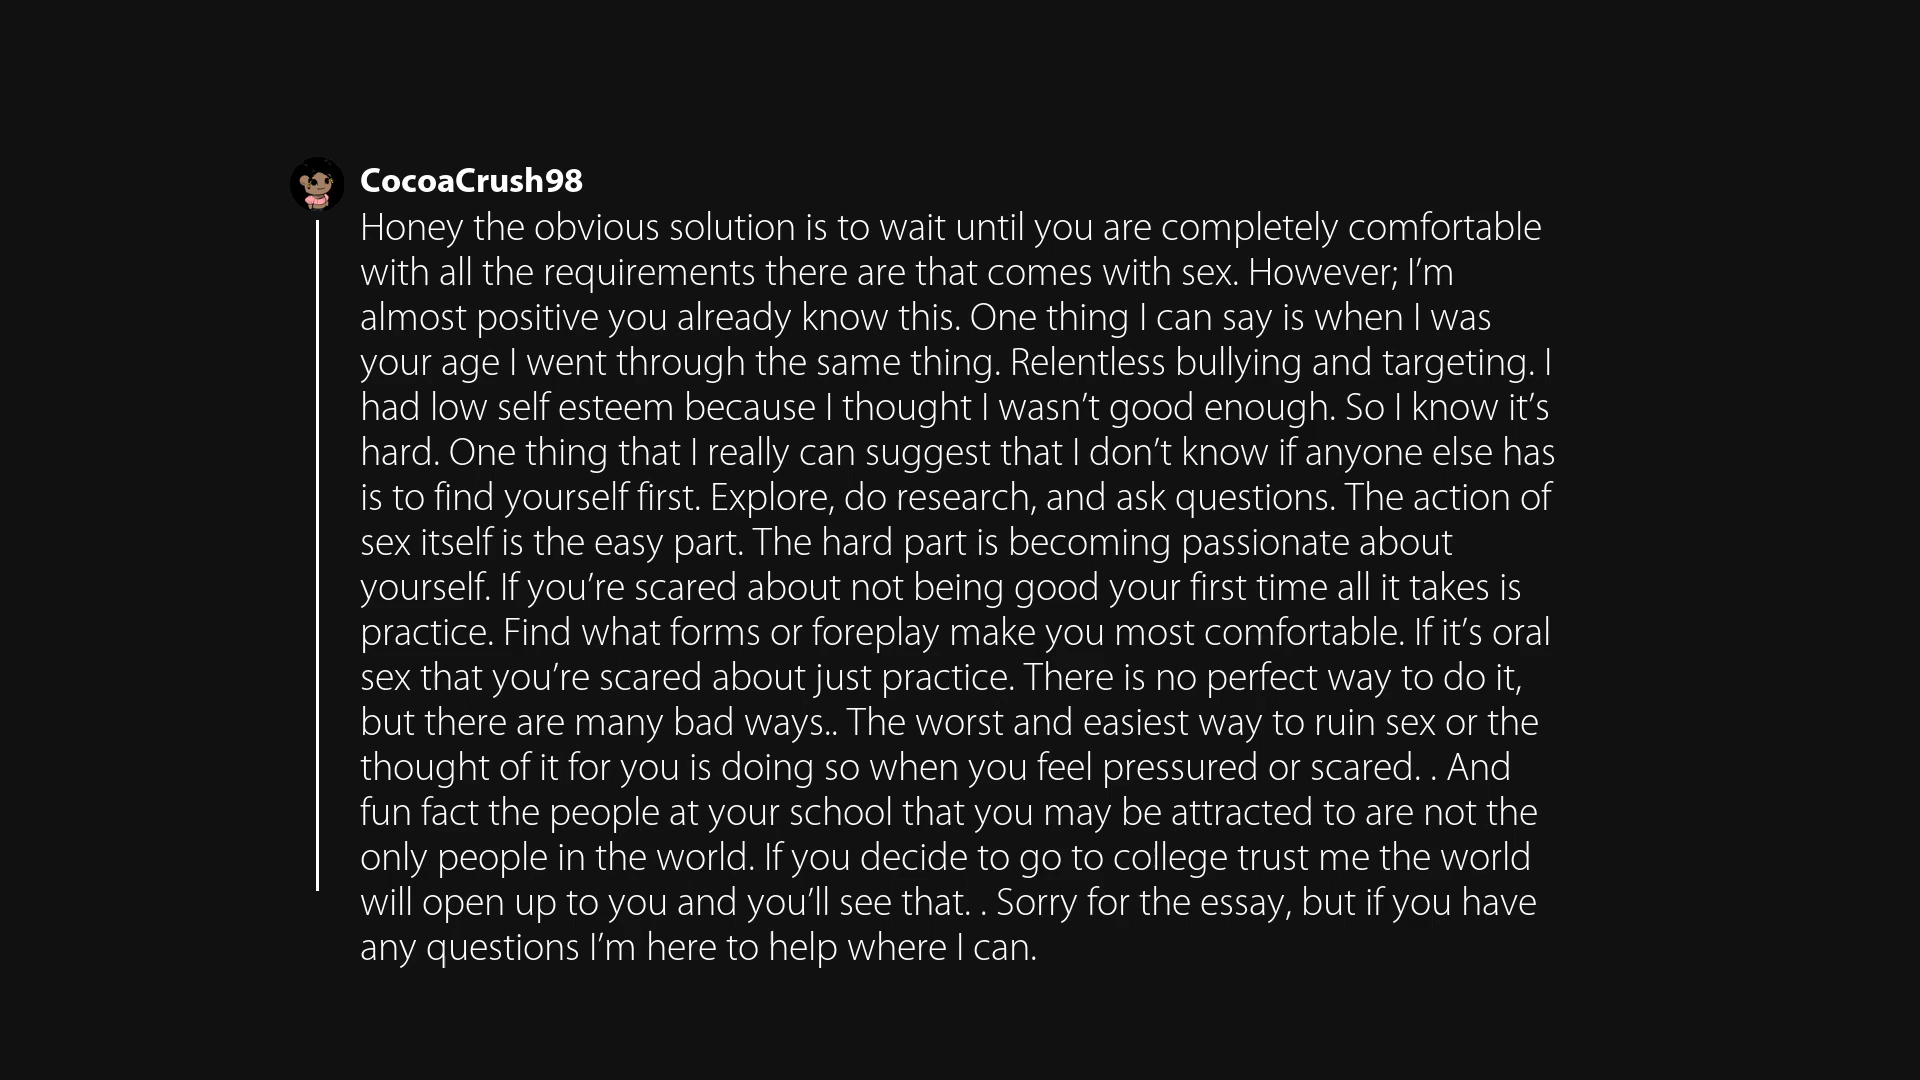 CocoaCrush98
Honey the obvious solution is to wait until you are completely comfortable
with all the requirements there are that comes with sex. However; I'm
almost positive you already know this. One thing I can say is when I was
your age I went through the same thing. Relentless bullying and targeting. I
had low self esteem because I thought I wasn't good enough. So I know it's
hard. One thing that I really can suggest that I don't know if anyone else has
is to find yourself first. Explore, do research, and ask questions. The action of
sex itself is the easy part. The hard part is becoming passionate about
yourself. If you're scared about not being good your first time all it takes is
practice. Find what forms or foreplay make you most comfortable. If it's oral
sex that you're scared about just practice. There is no perfect way to do it,
but there are many bad ways.. The worst and easiest way to ruin sex or the
thought of it for you is doing so when you feel pressured or scared. . And
fun fact the people at your school that you may be attracted to are not the
only people in the world. If you decide to go to college trust me the world
will open up to you and you'll see that. . Sorry for the essay, but if you have
any questions I'm here to help where I can.